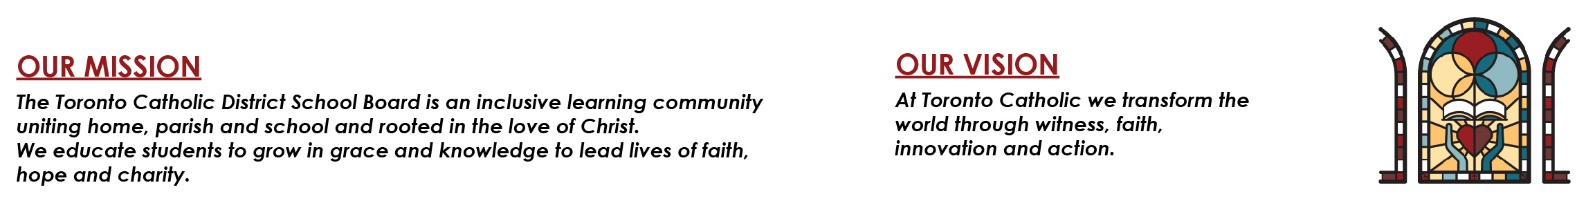 OUR MISSION
The Toronto Catholic District School Board is an inclusive learning community
uniting home, parish and school and rooted in the love of Christ.
We educate students to grow in grace and knowledge to lead lives of faith,
hope and charity.
OUR VISION
At Toronto Catholic we transform the
world through witness, faith,
innovation and action.